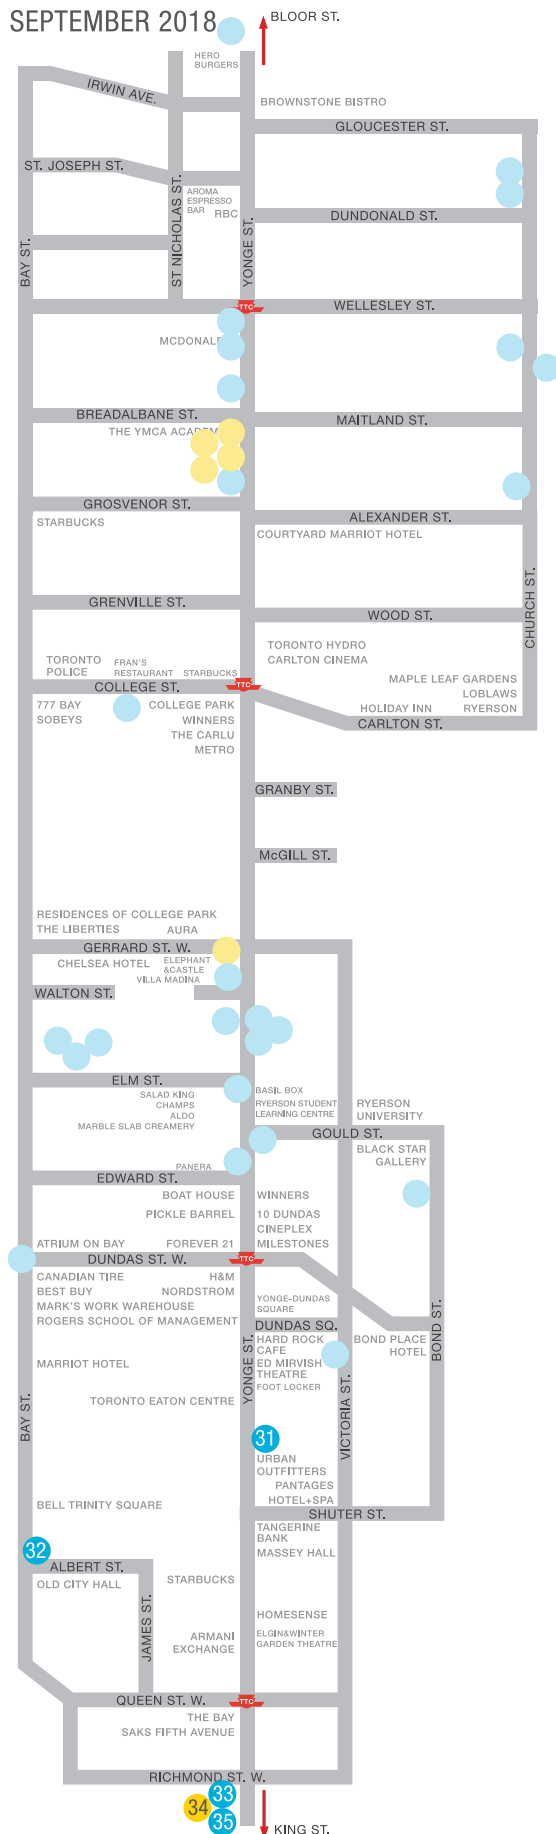 SEPTEMBER 2018
BLOOR ST.
HERO
BURGERS
IRWIN AVE.
BROWNSTONE BISTRO
GLOUCESTER ST.
ST. JOSEPH ST.
ST NICHOLAS ST.
AROMA
ESPRESSO
BAR
RBC
YONGE ST.
DUNDONALD ST.
BAY ST.
TTC
WELLESLEY ST.
BREADALBANE ST.
MAITLAND ST.
THE YMCA
GROSVENOR ST.
STARBUCKS
ALEXANDER ST.
COURTYARD MARRIOT HOTEL
CHURCH ST.
GRENVILLE ST.
WOOD ST.
TORONTO HYDRO
CARLTON CINEMA
TORONTO
POLICE
FRAN'S
RESTAURANT
STARBUCKS
MAPLE LEAF GARDENS
LOBLAWS
HOLIDAY INN
RYERSON
COLLEGE ST.
TTC
777 BAY
SOBEYS
COLLEGE PARK
WINNERS
THE CARLU
METRO
CARLTON ST.
GRANBY ST.
McGILL ST.
RESIDENCES OF COLLEGE PARK
THE LIBERTIES
AURA
GERRARD ST. W.
CHELSEA HOTEL
ELEPHANT
&CASTLE
VILLA MADINA
WALTON ST.
ELM ST.
SALAD KING
CHAMPS
ALDO
MARBLE SLAB CREAMERY
BASIL BOX
RYERSON STUDENT
LEARNING CENTRE
RYERSON
UNIVERSITY
GOULD ST.
BLACK STAR
GALLERY
PANERA
EDWARD ST.
BOAT HOUSE
WINNERS
PICKLE BARREL
10 DUNDAS
CINEPLEX
ATRIUM ON BAY
FOREVER 21
MILESTONES
DUNDAS ST. W.
TTC
CANADIAN TIRE
H&M
BEST BUY
NORDSTROM
MARK'S WORK WAREHOUSE
ROGERS SCHOOL OF MANAGEMENT
YONGE-DUNDAS
SQUARE
DUNDAS SQ.
BOND ST.
HARD ROCK
CAFE
ED MIRVISH
THEATRE
FOOT LOCKER
BOND PLACE
HOTEL
MARRIOT HOTEL
YONGE ST.
VICTORIA ST.
BAY ST.
TORONTO EATON CENTRE
31
URBAN
OUTFITTERS
PANTAGES
HOTEL+SPA
BELL TRINITY SQUARE
SHUTER ST.
TANGERINE
BANK
MASSEY HALL
32
ALBERT ST.
OLD CITY HALL
STARBUCKS
JAMES ST.
HOMESENSE
ARMANI
EXCHANGE
ELGIN&WINTER
GARDEN THEATRE
QUEEN ST. W.
TTC
THE BAY
SAKS FIFTH AVENUE
RICHMOND ST. W.
33
34
35
KING ST.